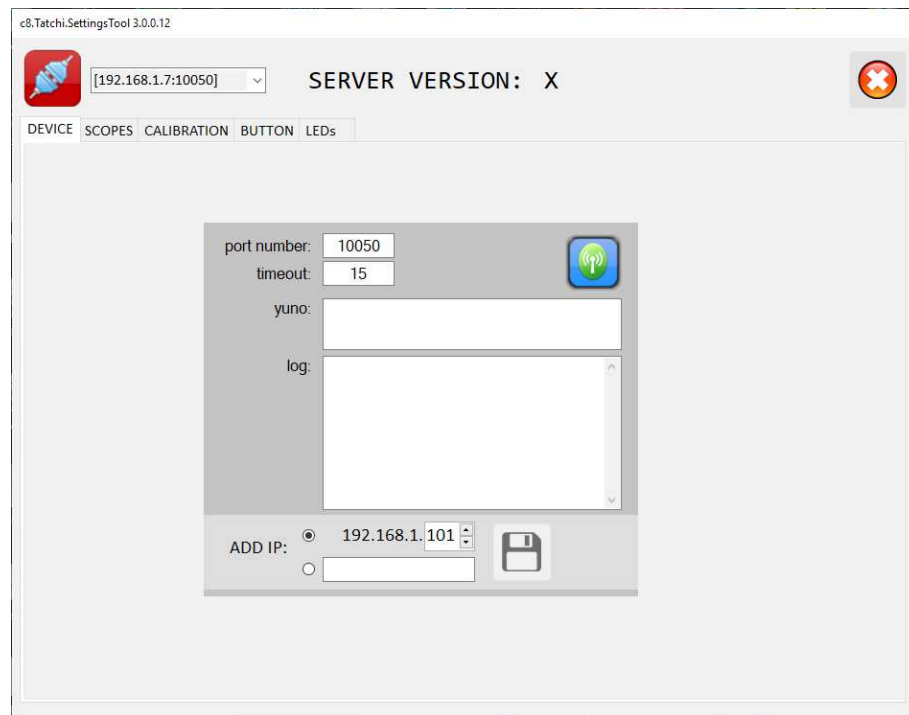 c8.Tatchi.SettingsTool 3.0.0.12
[192.168.1.7:10050] SERVER VERSION: X
DEVICE SCOPES CALIBRATION BUTTON LEDs
port number: 10050
timeout: 15
yuno:
log:
ADD IP: 192.168.1. 101